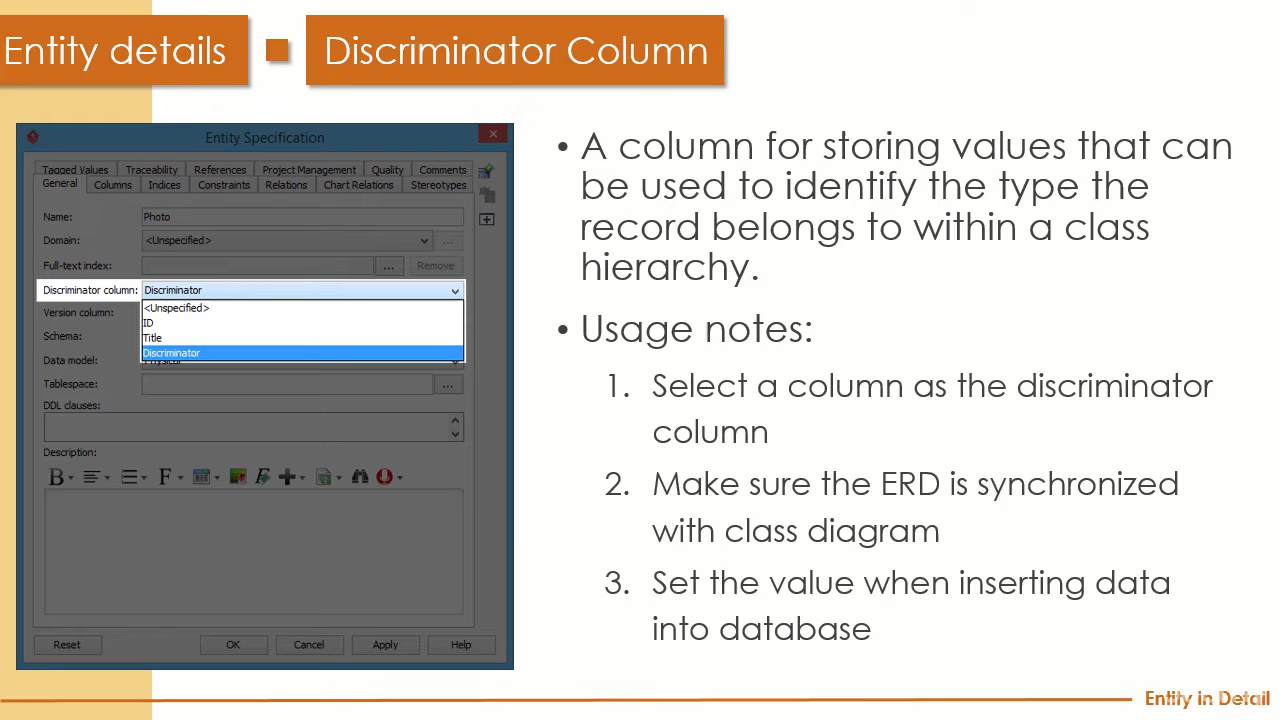 Entity details
Discriminator Column
Entity Specification
Tagged Values Traceability References Project Management Quality Comments
General Columns Indices Constraints Relations Chart Relations Stereotypes
Name: Photo
Domain: <Unspecified> ...
Full-text index: ... Remove
Discriminator column: Discriminator
<Unspecified>
Version column:
ID
Schema:
Title
Discriminator
Data model: Physical
Tablespace: ...
DDL clauses:
Description:
B F
Reset OK Cancel Apply Help
• A column for storing values that can
be used to identify the type the
record belongs to within a class
hierarchy.
• Usage notes:
1. Select a column as the discriminator
column
2. Make sure the ERD is synchronized
with class diagram
3. Set the value when inserting data
into database
Entity in Detail